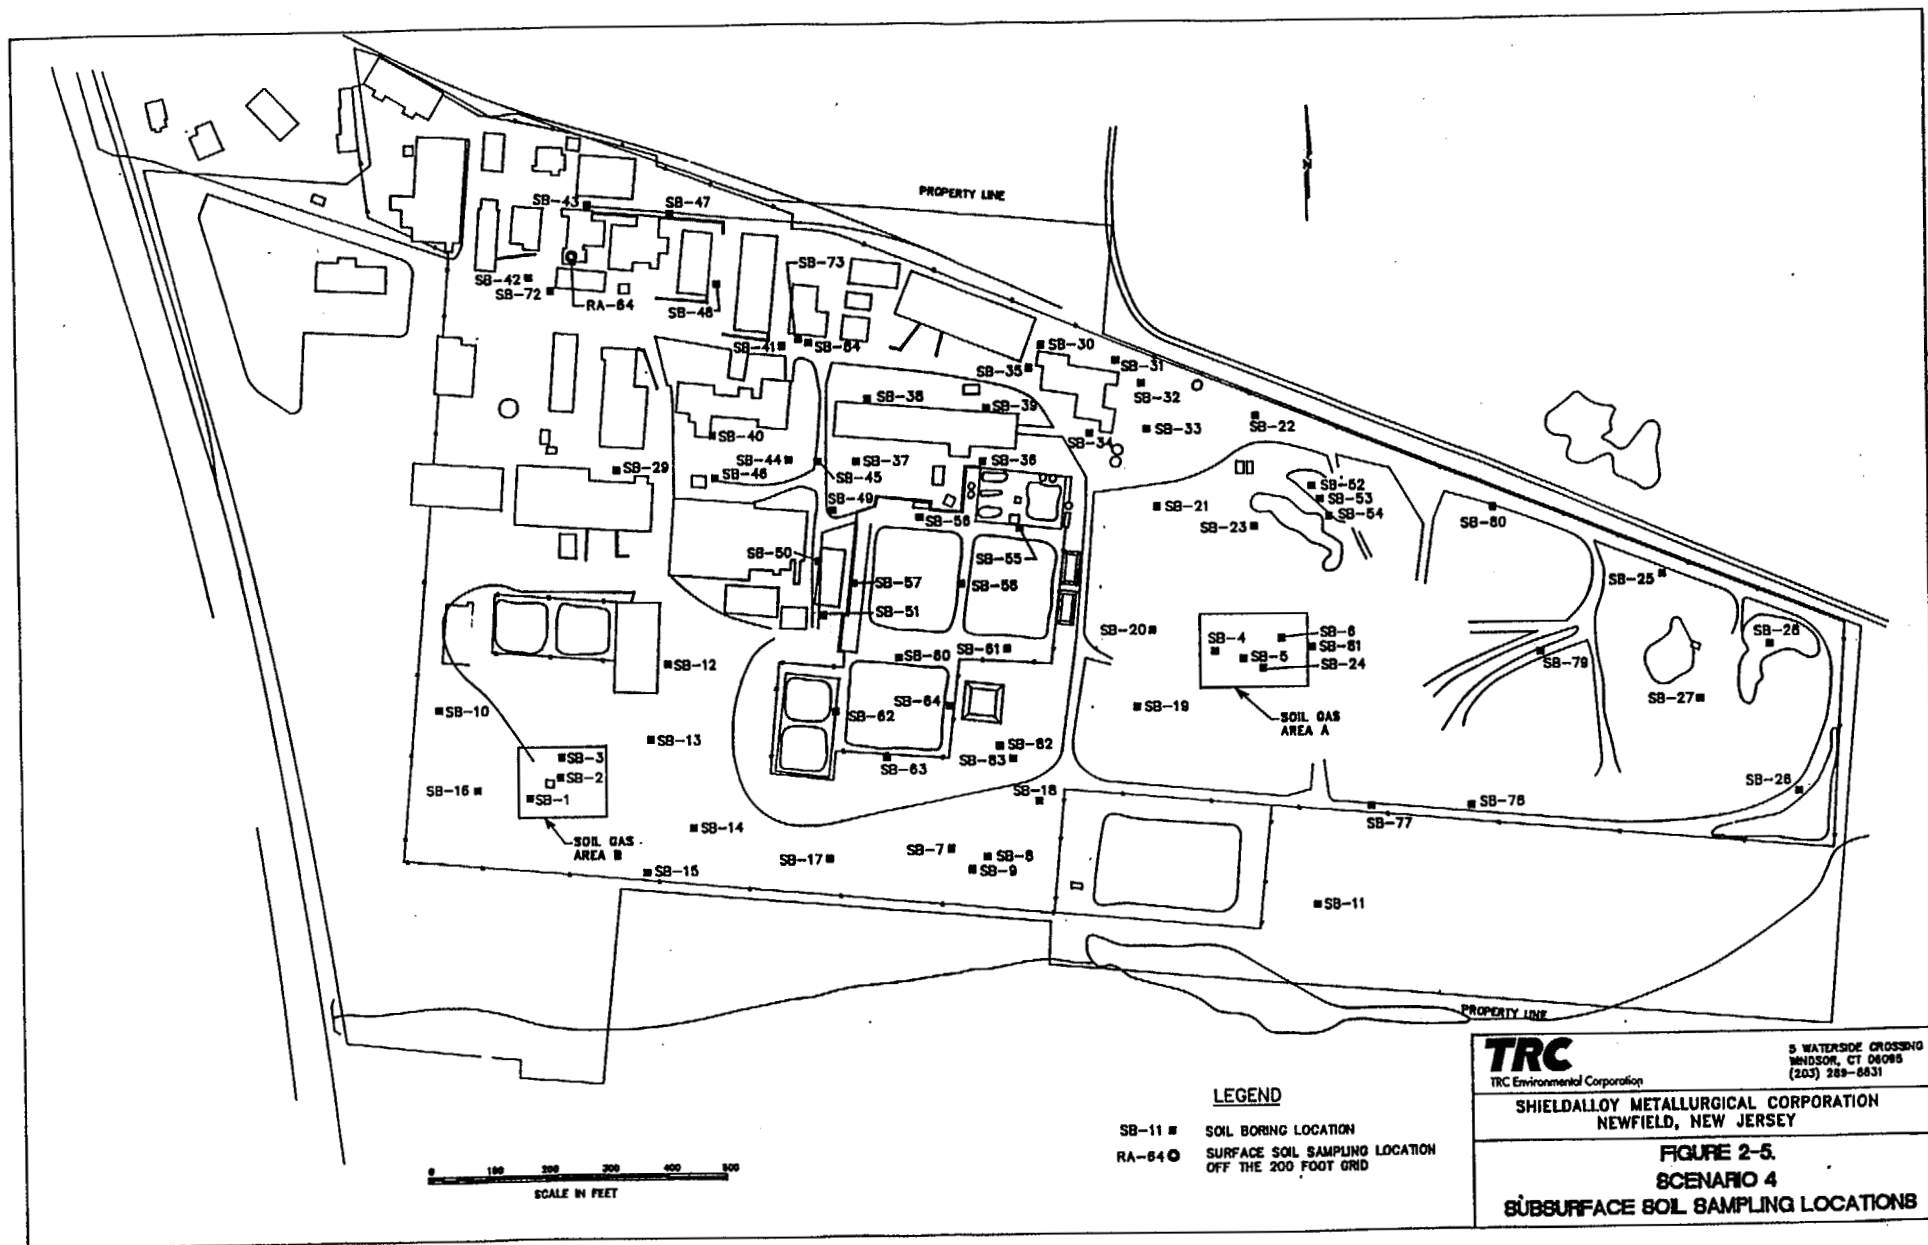 PROPERTY LINE
N
SB-43
SB-47
SB-73
SB-42
SB-72
RA-64
SB-48
SB-41
SB-84
SB-30
SB-31
SB-35
SB-32
SB-38
SB-39
SB-22
SB-33
SB-34
SB-40
SB-44
SB-37
SB-36
SB-29
SB-46
SB-45
SB-52
SB-53
SB-49
SB-21
SB-54
SB-80
SB-56
SB-23
SB-50
SB-55
SB-57
SB-58
SB-25
SB-51
SB-20
SB-4
SB-6
SB-26
SB-60
SB-61
SB-81
SB-5
SB-24
SB-79
SB-12
SB-27
SB-10
SB-62
SB-64
SB-19
SOIL GAS
AREA A
SB-13
SB-82
SB-3
SB-63
SB-83
SB-2
SB-16
SB-1
SB-18
SB-28
SB-76
SB-77
SB-14
SOIL GAS
AREA B
SB-17
SB-7
SB-8
SB-9
SB-15
SB-11
PROPERTY LINE
TRC
TRC Environmental Corporation
5 WATERSIDE CROSSING
WINDSOR, CT 06095
(203) 289-8631
SHIELDALLOY METALLURGICAL CORPORATION
NEWFIELD, NEW JERSEY
FIGURE 2-5.
SCENARIO 4
SUBSURFACE SOIL SAMPLING LOCATIONS
LEGEND
SB-11 SOIL BORING LOCATION
RA-64 SURFACE SOIL SAMPLING LOCATION
OFF THE 200 FOOT GRID
0 100 200 300 400 500
SCALE IN FEET